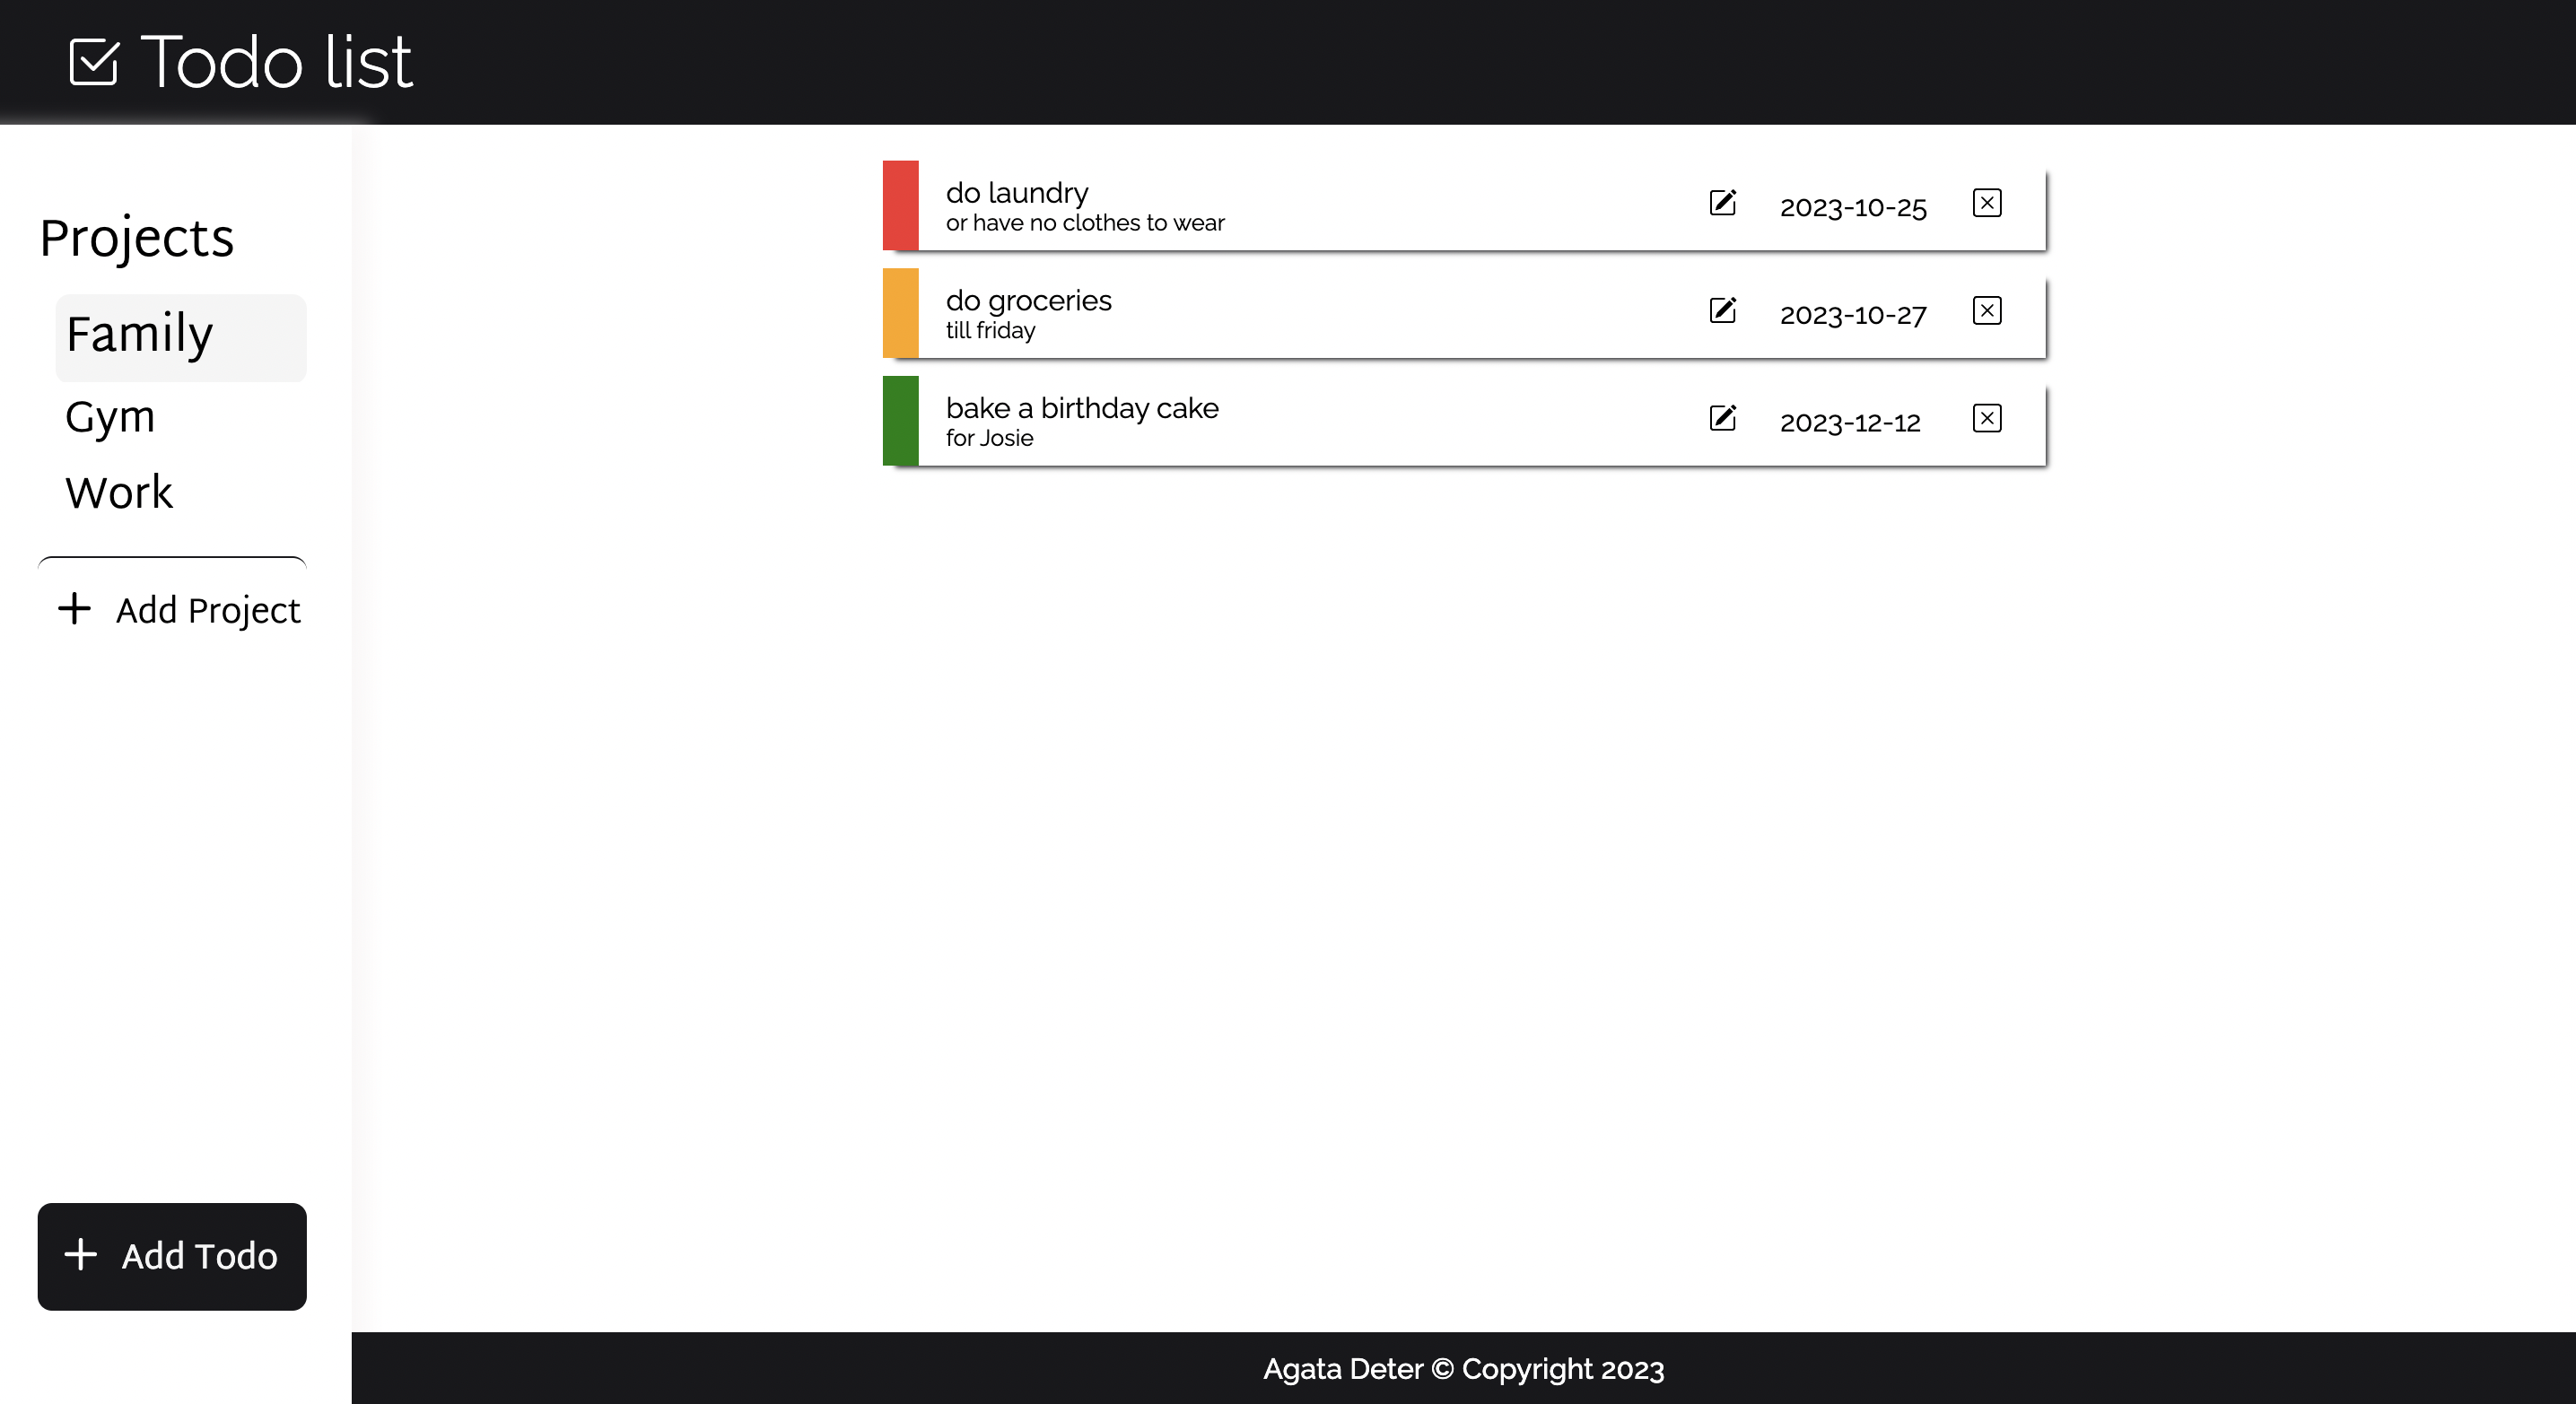 Todo list
Projects
Family
Gym
Work
Add Project
Add Todo
do laundry
or have no clothes to wear
2023-10-25
do groceries
till friday
2023-10-27
bake a birthday cake
for Josie
2023-12-12
Agata Deter © Copyright 2023